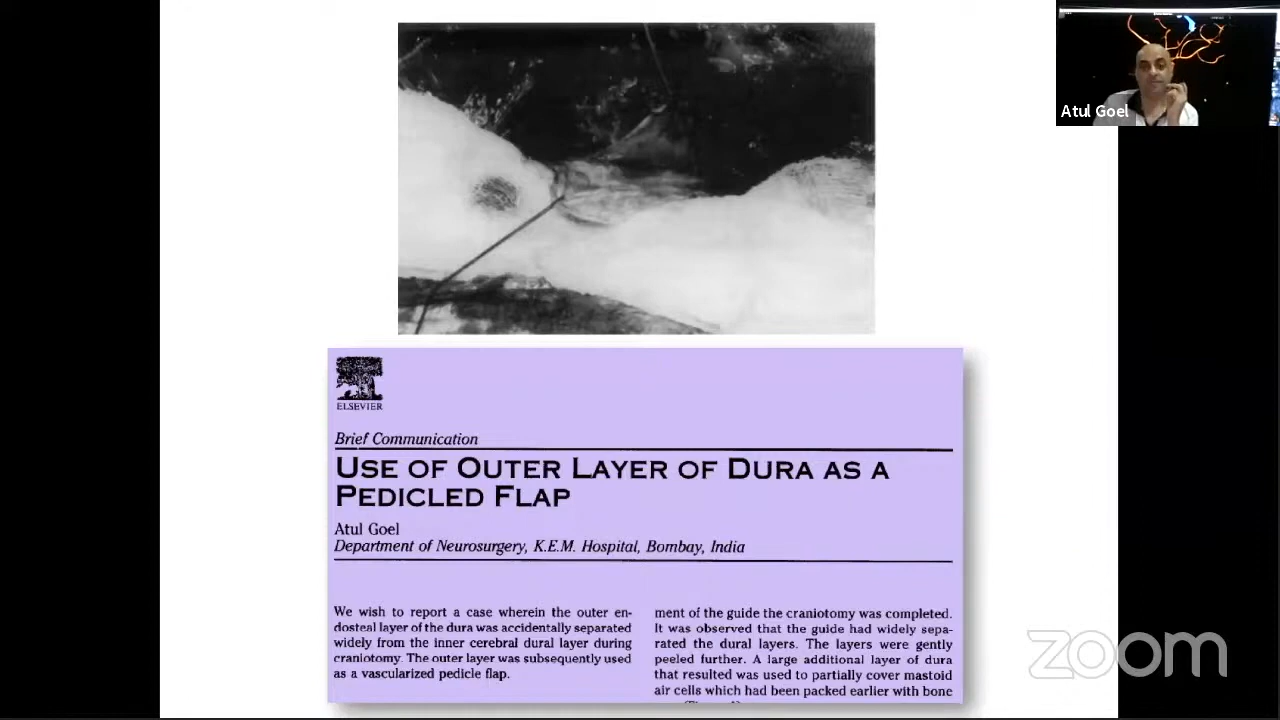 Atul Goel
ELSEVIER
Brief Communication
USE OF OUTER LAYER OF DURA AS A
PEDICLED FLAP
Atul Goel
Department of Neurosurgery, K.E.M. Hospital, Bombay, India
We wish to report a case wherein the outer en-
dosteal layer of the dura was accidentally separated
widely from the inner cerebral dural layer during
craniotomy. The outer layer was subsequently used
as a vascularized pedicle flap.
ment of the guide the craniotomy was completed.
It was observed that the guide had widely sepa-
rated the dural layers. The layers were gently
peeled further. A large additional layer of dura
that resulted was used to partially cover mastoid
air cells which had been packed earlier with bone
zoom